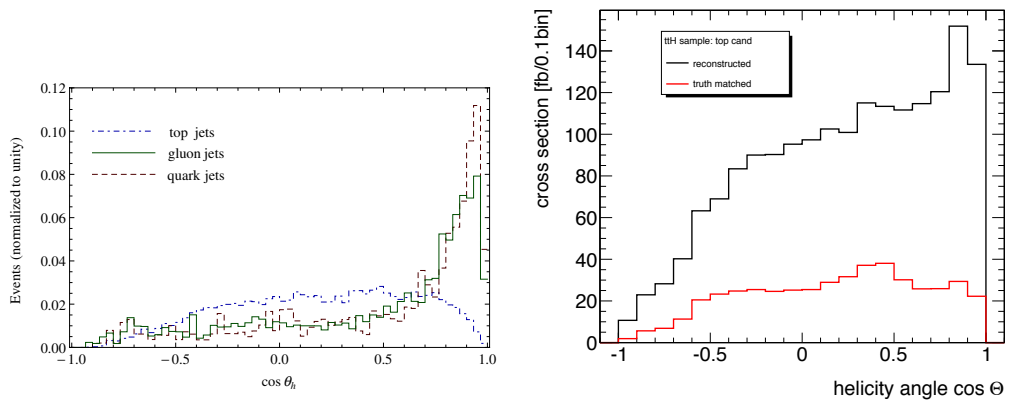 0.12
0.10
0.08
0.06
0.04
0.02
0.00
-1.0
-0.5
0.0
0.5
1.0
Events (normalized to unity)
cos θh
top jets
gluon jets
quark jets
140
120
100
80
60
40
20
0
-1
-0.5
0
0.5
1
cross section [fb/0.1bin]
helicity angle cos Θ
ttH sample: top cand
reconstructed
truth matched